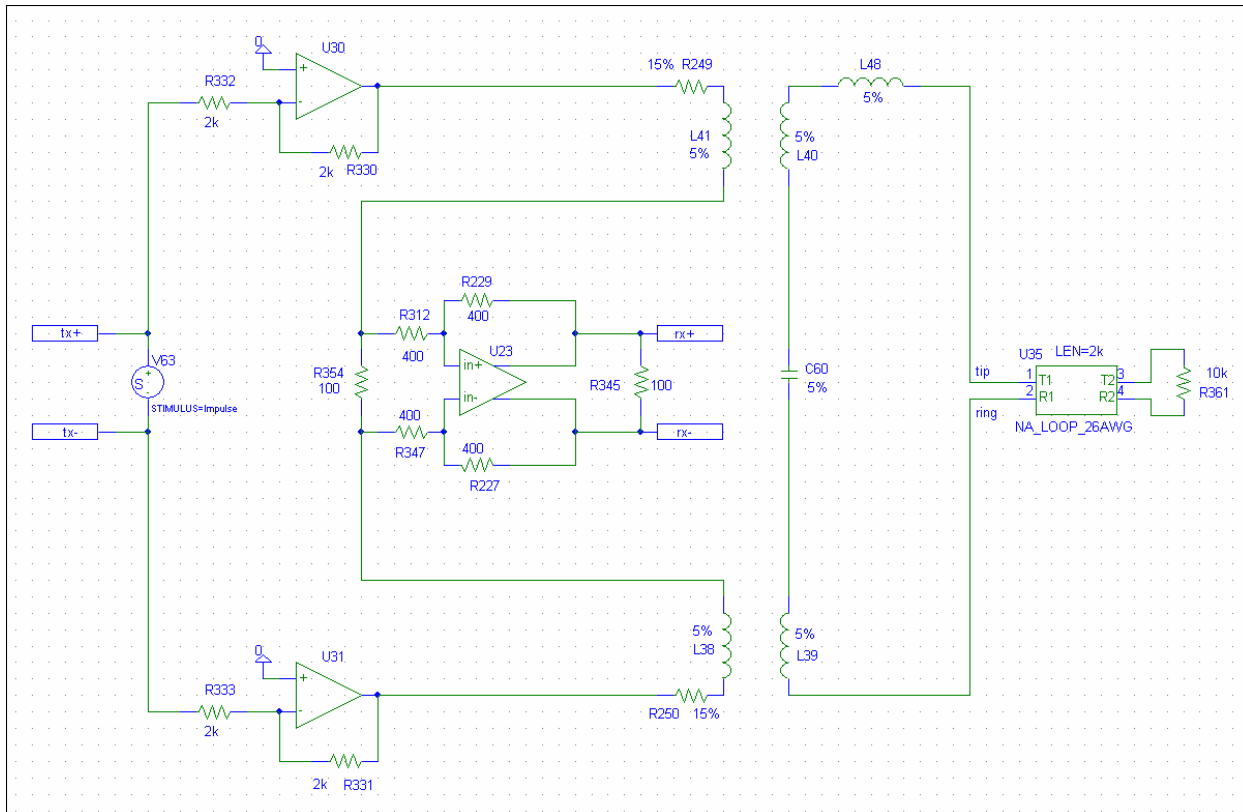 0
U30
+
-
R332
2k
2k
R330
15% R249
L48
5%
L41
5%
5%
L40
R229
400
R312
400
U23
in+
in-
tx+
rx+
V63
S
+
-
STIMULUS=Impulse
R354
100
R345
100
C60
5%
U35
LEN=2k
tip
1
T1
T2
3
2
R1
R2
4
10k
R361
ring
NA_LOOP_26AWG
tx-
400
R347
400
R227
rx-
0
U31
+
-
R333
2k
2k
R331
5%
L38
5%
L39
R250 15%